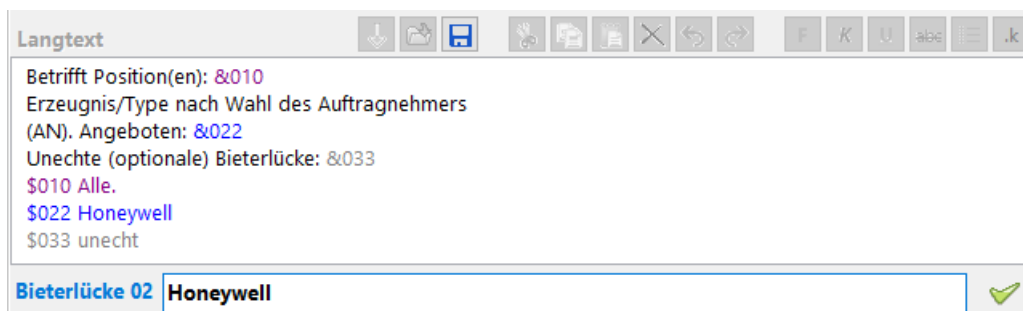 Langtext
F K U abc .k
Betrifft Position(en): &010
Erzeugnis/Type nach Wahl des Auftragnehmers
(AN). Angeboten: &022
Unechte (optionale) Bieterlücke: &033
$010 Alle.
$022 Honeywell
$033 unecht
Bieterlücke 02 Honeywell